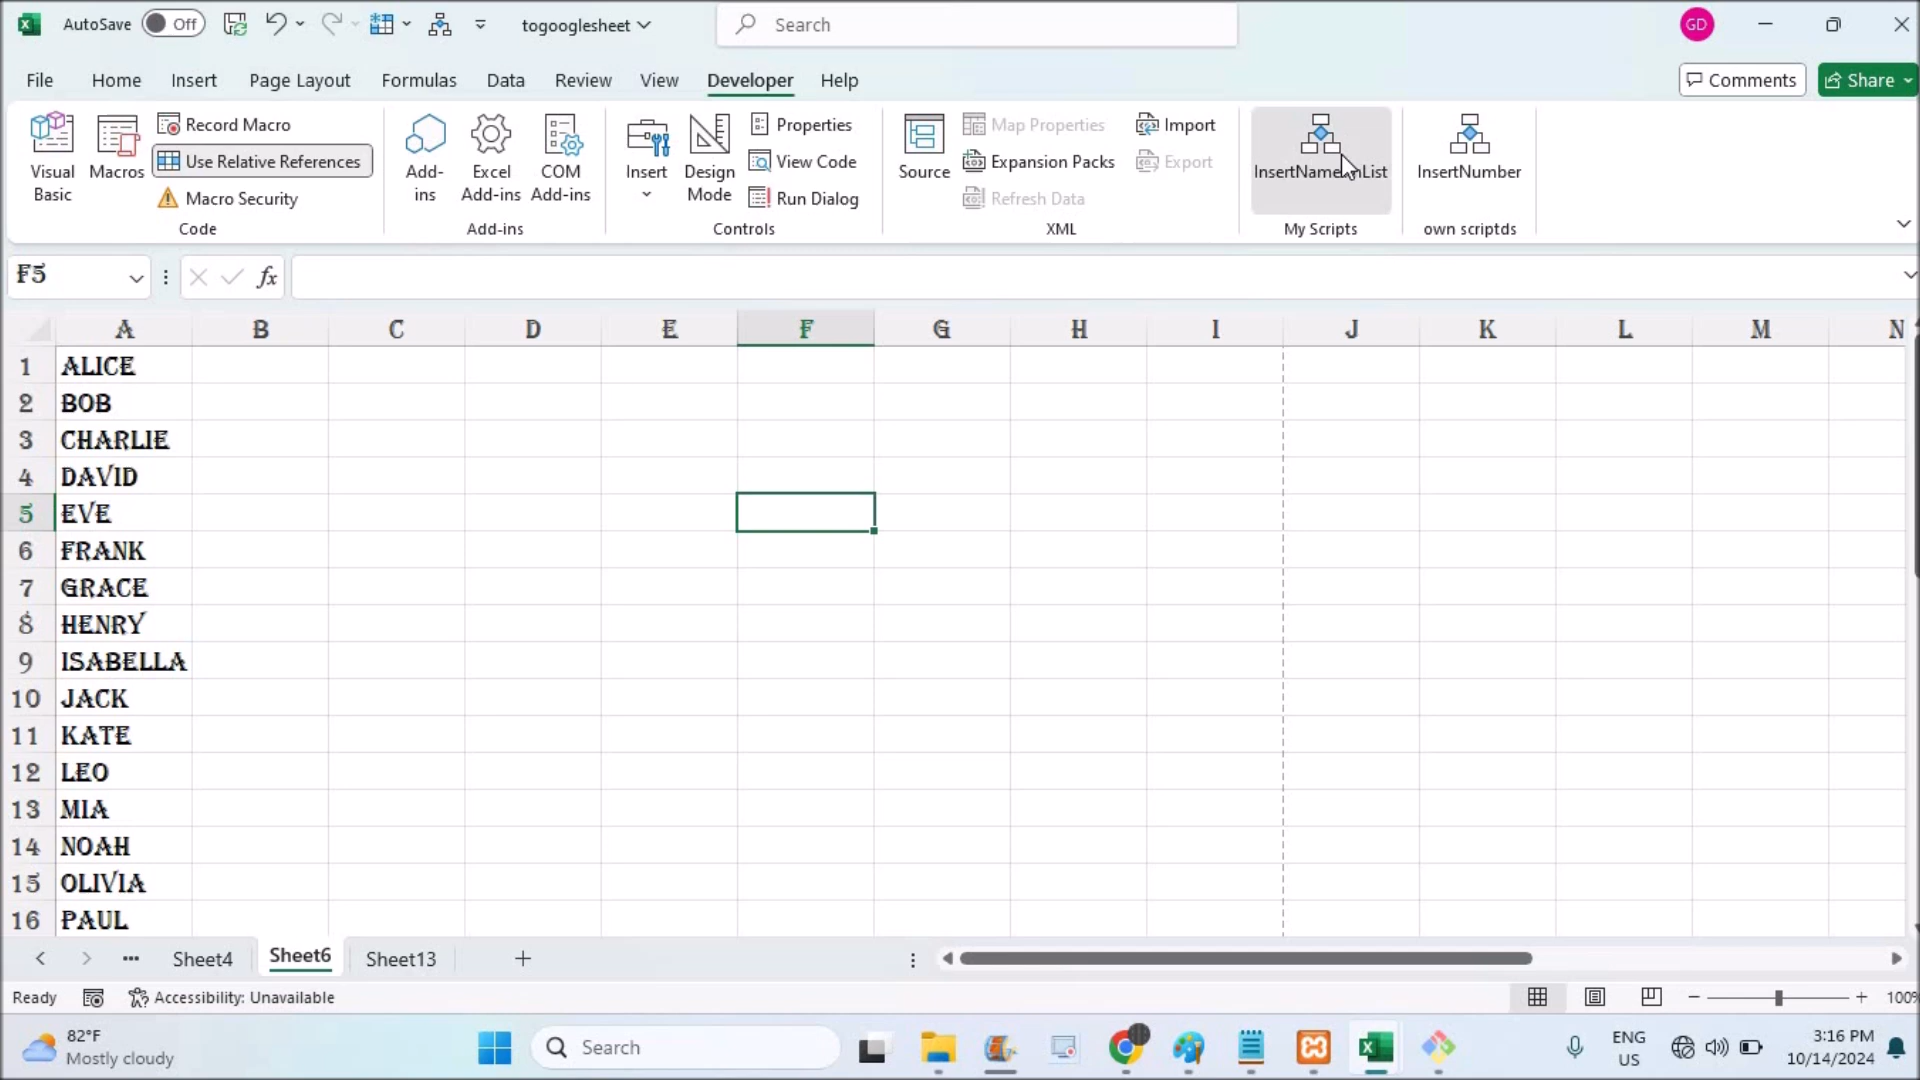 AutoSave Off togooglesheet Search GD
File Home Insert Page Layout Formulas Data Review View Developer Help Comments Share
Visual Basic
Macros
Record Macro
Use Relative References
Macro Security
Code
Add-ins
Excel Add-ins
COM Add-ins
Add-ins
Insert
Design Mode
Properties
View Code
Run Dialog
Controls
Source
Map Properties
Expansion Packs
Refresh Data
Import
Export
XML
My Scripts
InsertNumber
own scriptds
F5 fx
A B C D E F G H I J K L M N
1 ALICE
2 BOB
3 CHARLIE
4 DAVID
5 EVE
6 FRANK
7 GRACE
8 HENRY
9 ISABELLA
10 JACK
11 KATE
12 LEO
13 MIA
14 NOAH
15 OLIVIA
16 PAUL
Sheet4 Sheet6 Sheet13
Ready Accessibility: Unavailable 100%
82°F
Mostly cloudy
Search
ENG
US
3:16 PM
10/14/2024